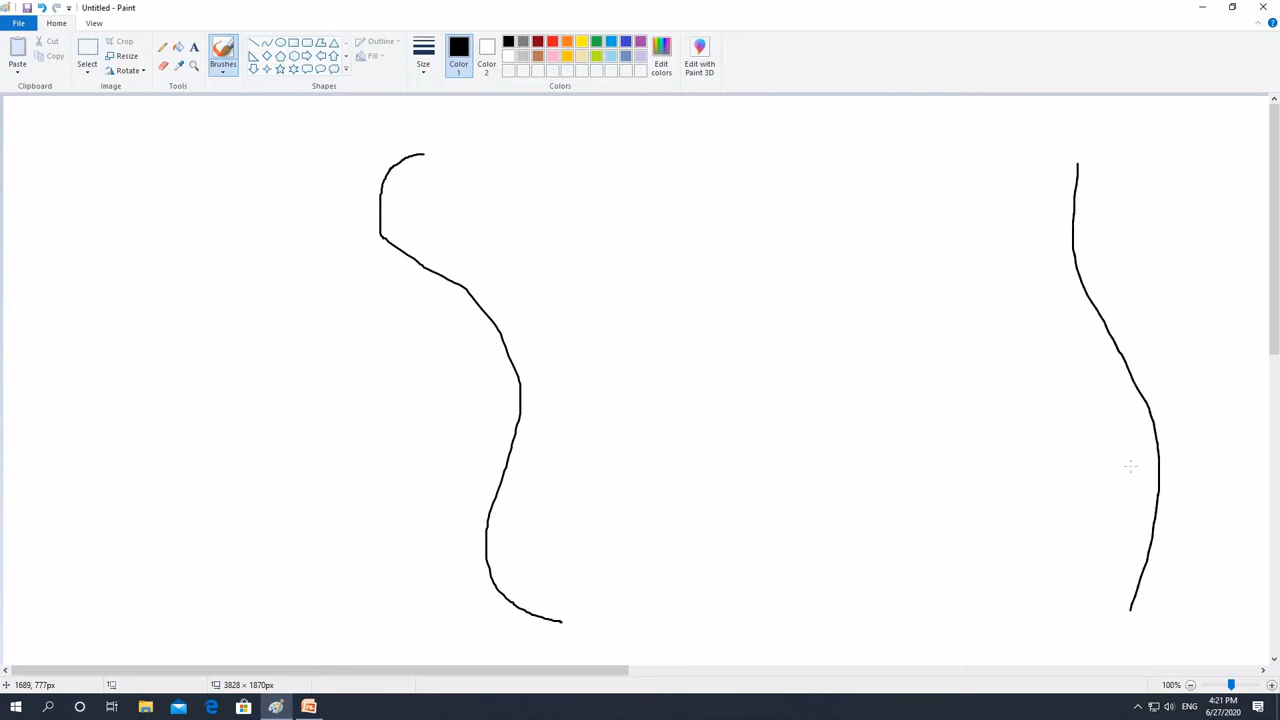 Untitled - Paint
File Home View
Paste
Cut
Copy
Clipboard
Select
Crop
Resize
Rotate
Image
A
Tools
Brushes
Outline
Fill
Shapes
Size
Color 1
Color 2
Edit colors
Colors
Edit with Paint 3D
1689, 777px
3828 × 1870px
100%
ENG
4:21 PM
6/27/2020